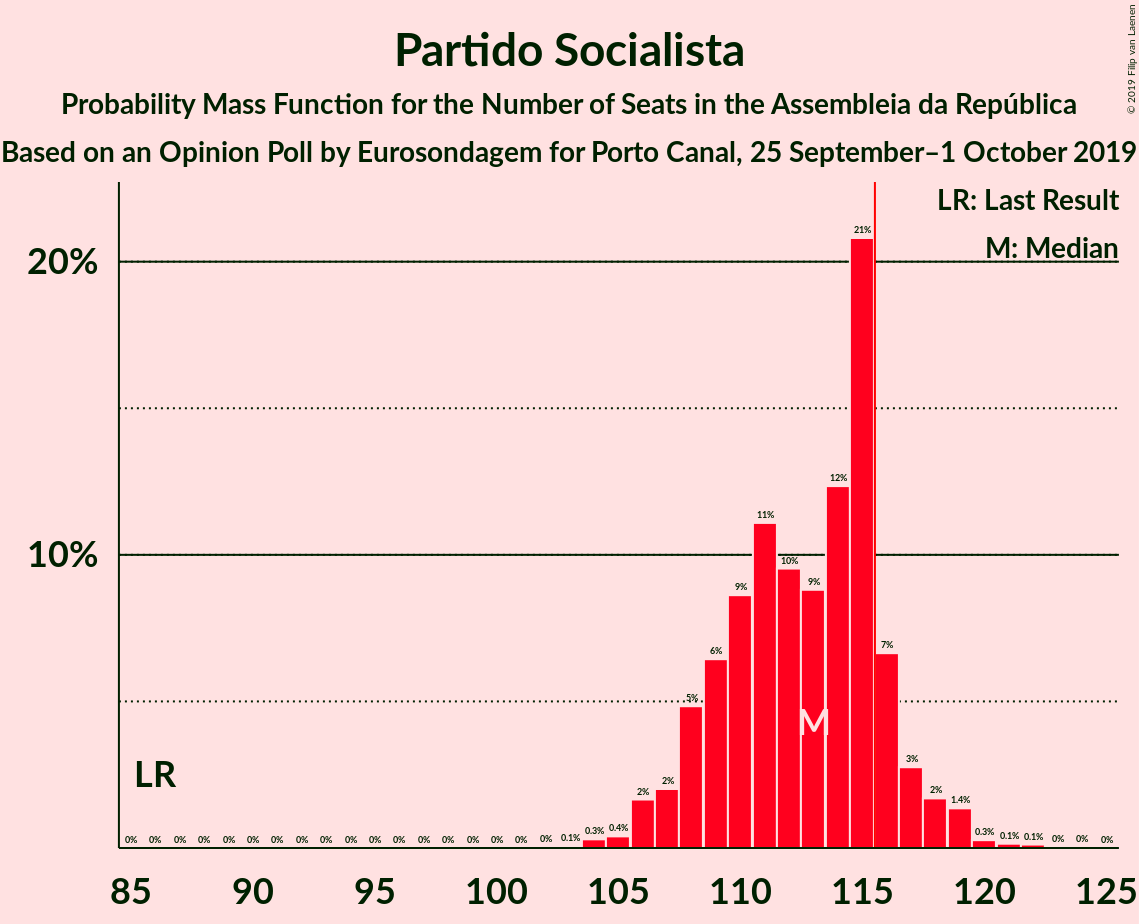 © 2019 Filip van Laenen
Partido Socialista
Probability Mass Function for the Number of Seats in the Assembleia da República
Based on an Opinion Poll by Eurosondagem for Porto Canal, 25 September–1 October 2019
LR: Last Result
M: Median
20%
10%
0% 0% 0% 0% 0% 0% 0% 0% 0% 0% 0% 0% 0% 0% 0% 0% 0% 0% 0.1% 0.3% 0.4% 2% 2% 5% 6% 9% 11% 10% 9% 12% 21% 7% 3% 2% 1.4% 0.3% 0.1% 0.1% 0% 0% 0%
LR
M
85 90 95 100 105 110 115 120 125